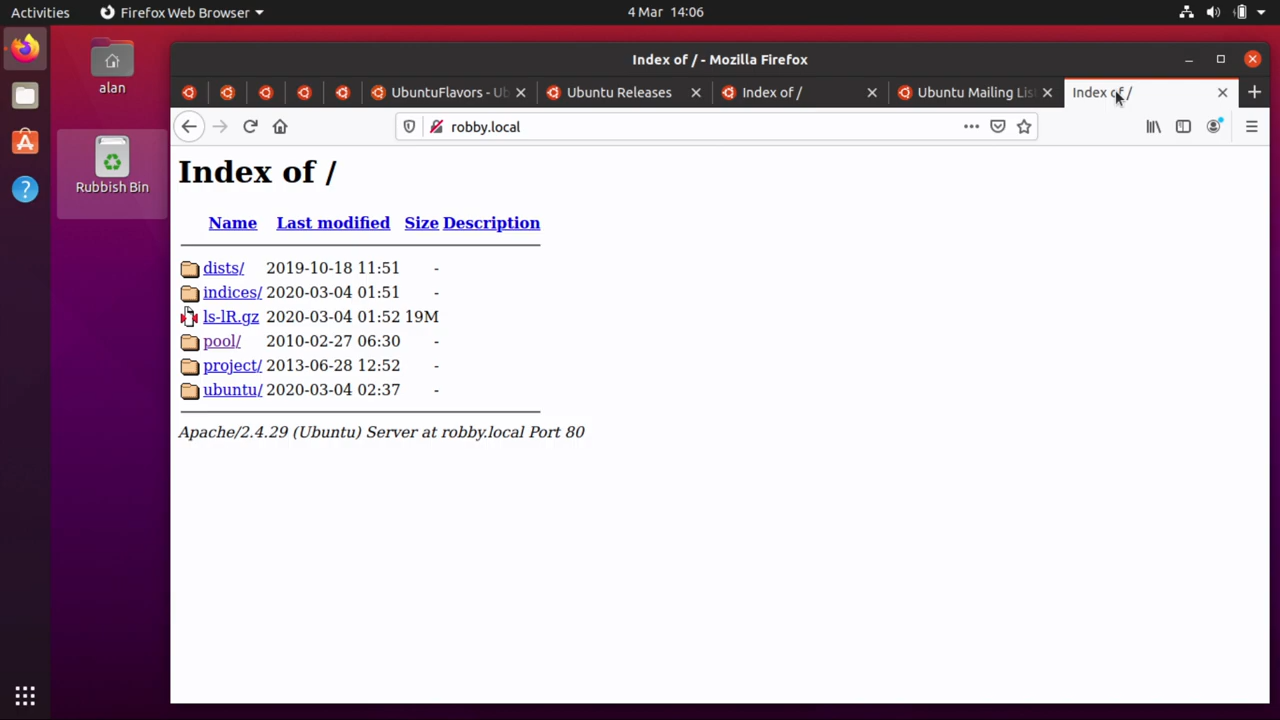 Activities Firefox Web Browser 4 Mar 14:06
Index of / - Mozilla Firefox
UbuntuFlavors - Ub Ubuntu Releases Index of / Ubuntu Mailing List Index of /
robby.local
alan
Rubbish Bin
Index of /
Name Last modified Size Description
dists/ 2019-10-18 11:51 -
indices/ 2020-03-04 01:51 -
ls-lR.gz 2020-03-04 01:52 19M
pool/ 2010-02-27 06:30 -
project/ 2013-06-28 12:52 -
ubuntu/ 2020-03-04 02:37 -
Apache/2.4.29 (Ubuntu) Server at robby.local Port 80